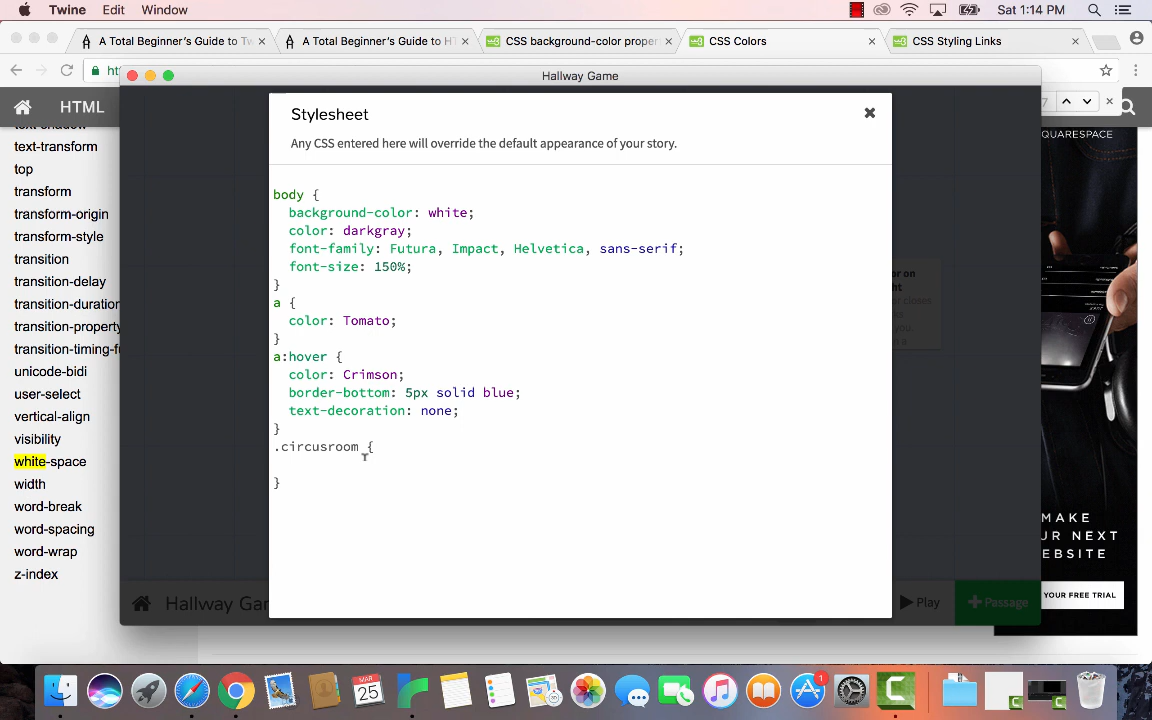 Twine Edit Window Sat 1:14 PM
A Total Beginner's Guide to Tw
A Total Beginner's Guide to HT
CSS background-color proper
CSS Colors
CSS Styling Links
Hallway Game
HTML
text-transform
top
transform
transform-origin
transform-style
transition
transition-delay
transition-duration
transition-property
transition-timing-fu
unicode-bidi
user-select
vertical-align
visibility
white-space
width
word-break
word-spacing
word-wrap
z-index
Stylesheet
Any CSS entered here will override the default appearance of your story.
body {
background-color: white;
color: darkgray;
font-family: Futura, Impact, Helvetica, sans-serif;
font-size: 150%;
}
a {
color: Tomato;
}
a:hover {
color: Crimson;
border-bottom: 5px solid blue;
text-decoration: none;
}
.circusroom {
}
Hallway Gam
Play
Passage
QUARESPACE
MAKE
UR NEXT
EBSITE
YOUR FREE TRIAL
MAR
25
1